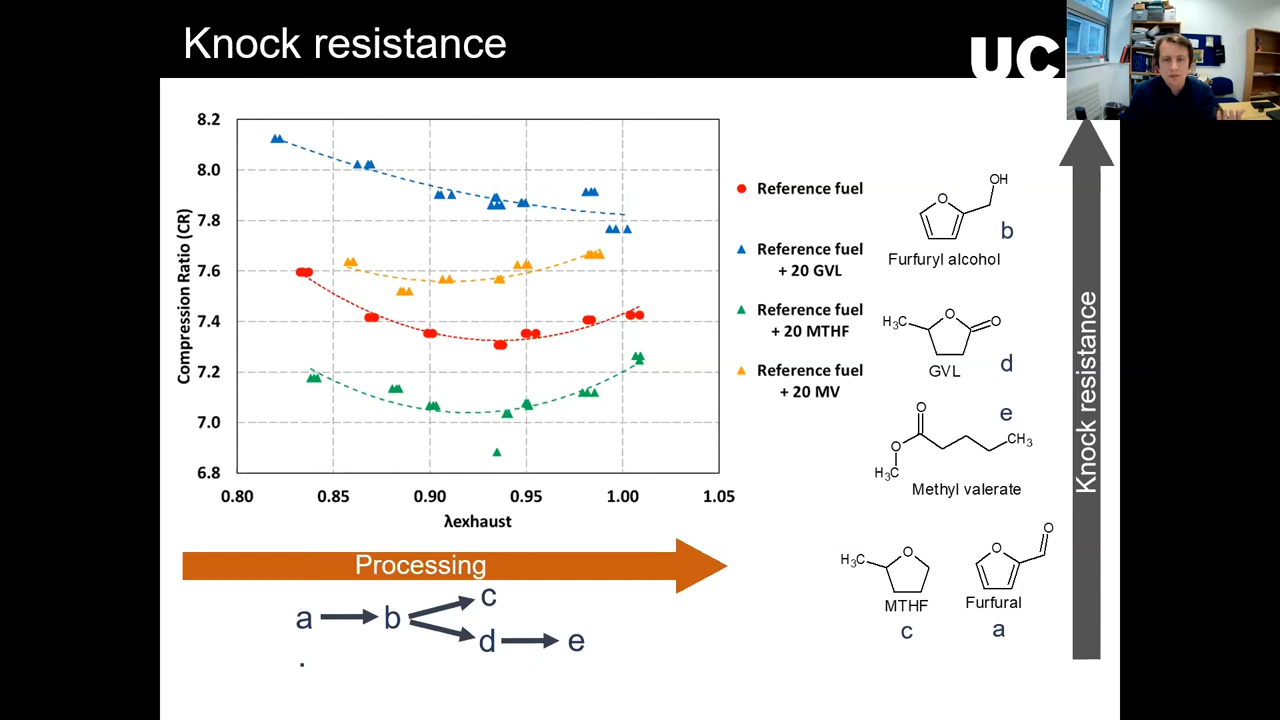 Knock resistance
UC
8.2
8.0
7.8
7.6
7.4
7.2
7.0
6.8
Compression Ratio (CR)
0.80 0.85 0.90 0.95 1.00 1.05
λexhaust
Reference fuel
Reference fuel
+ 20 GVL
Reference fuel
+ 20 MTHF
Reference fuel
+ 20 MV
OH
O
b
Furfuryl alcohol
H₃C
O
O
GVL
d
O
e
O
CH₃
H₃C
Methyl valerate
O
H₃C
O
O
MTHF
Furfural
c
a
Knock resistance
Processing
a
b
c
d
e
.